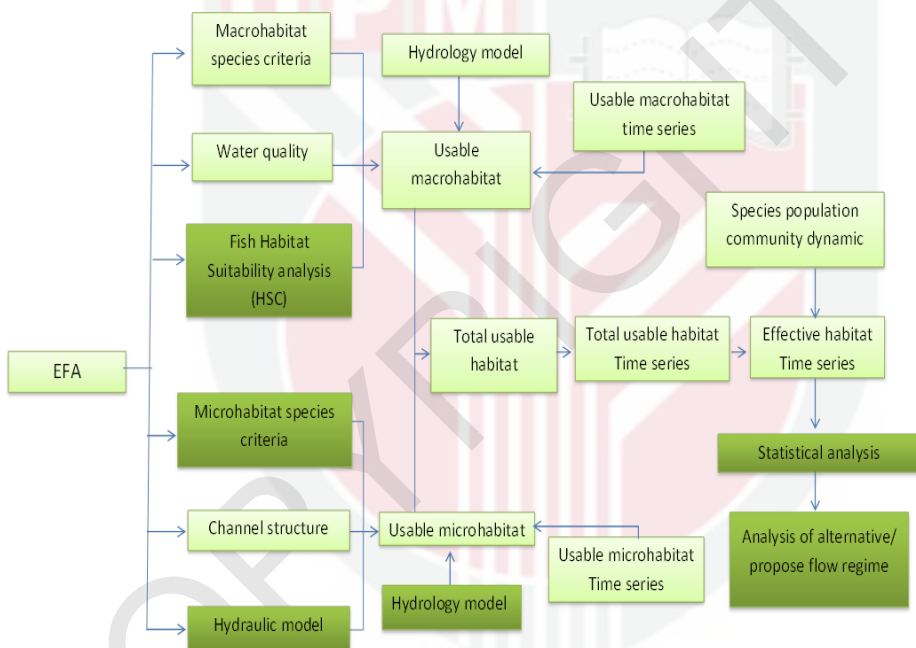 Macrohabitat
species criteria
Hydrology model
Usable macrohabitat
time series
Water quality
Usable
macrohabitat
Fish Habitat
Suitability analysis
(HSC)
Species population
community dynamic
EFA
Total usable
habitat
Total usable habitat
Time series
Effective habitat
Time series
Microhabitat species
criteria
Statistical analysis
Channel structure
Usable microhabitat
Usable microhabitat
Time series
Analysis of alternative/
propose flow regime
Hydrology model
Hydraulic model
UPM
COPYRIGHT